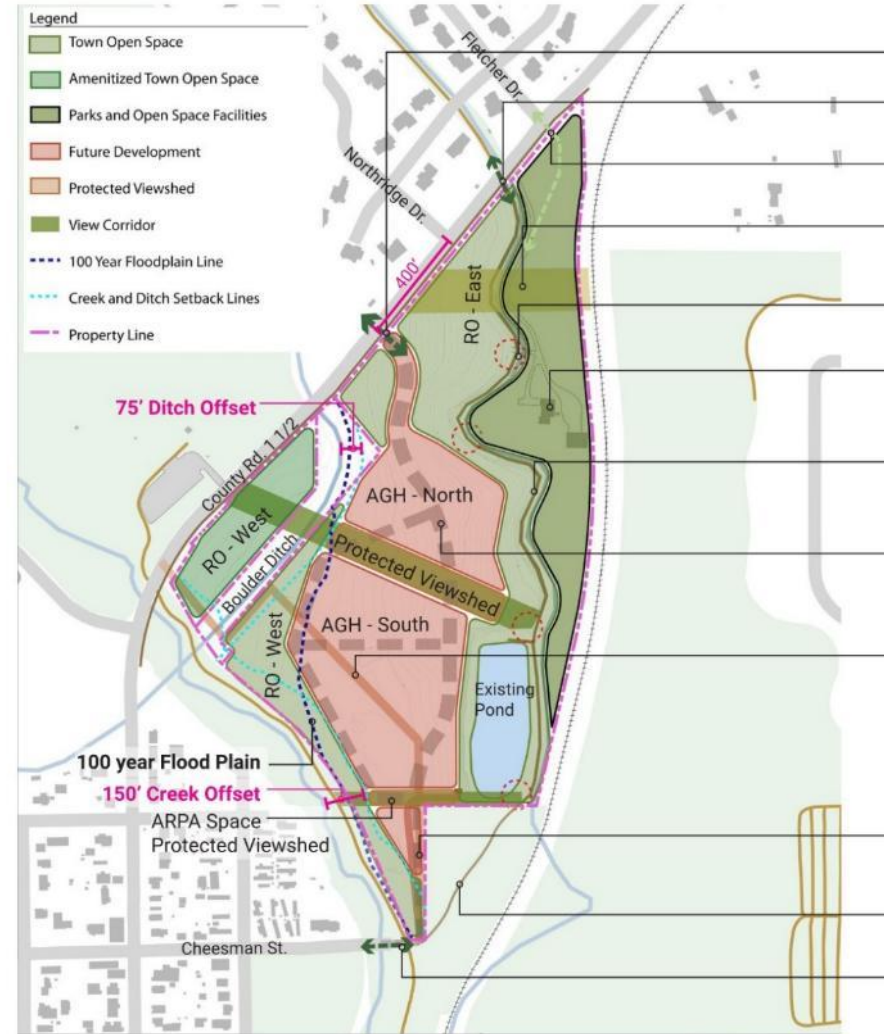 Legend
Town Open Space
Amenitized Town Open Space
Parks and Open Space Facilities
Future Development
Protected Viewshed
View Corridor
100 Year Floodplain Line
Creek and Ditch Setback Lines
Property Line
Fletcher Dr.
Northridge Dr.
400'
RO - East
75' Ditch Offset
County Rd. 1 1/2
RO - West
Boulder Ditch
AGH - North
Protected Viewshed
AGH - South
RO - West
Existing
Pond
100 year Flood Plain
150' Creek Offset
ARPA Space
Protected Viewshed
Cheesman St.